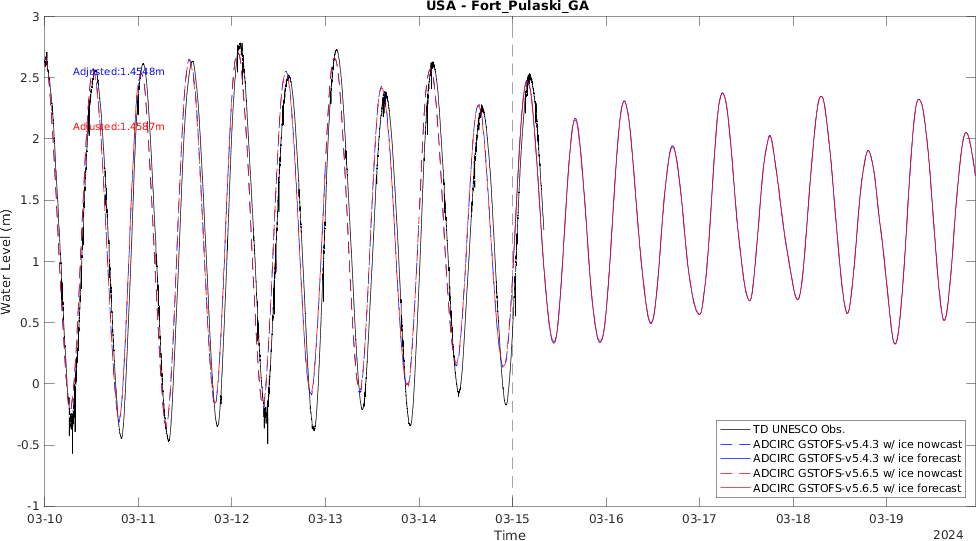 USA - Fort_Pulaski_GA
3
2.5
2
1.5
1
0.5
0
-0.5
-1
Water Level (m)
Adjusted:1.4548m
Adjusted:1.4587m
TD UNESCO Obs.
ADCIRC GSTOFS-v5.4.3 w/ ice nowcast
ADCIRC GSTOFS-v5.4.3 w/ ice forecast
ADCIRC GSTOFS-v5.6.5 w/ ice nowcast
ADCIRC GSTOFS-v5.6.5 w/ ice forecast
03-10 03-11 03-12 03-13 03-14 03-15 03-16 03-17 03-18 03-19
Time
2024